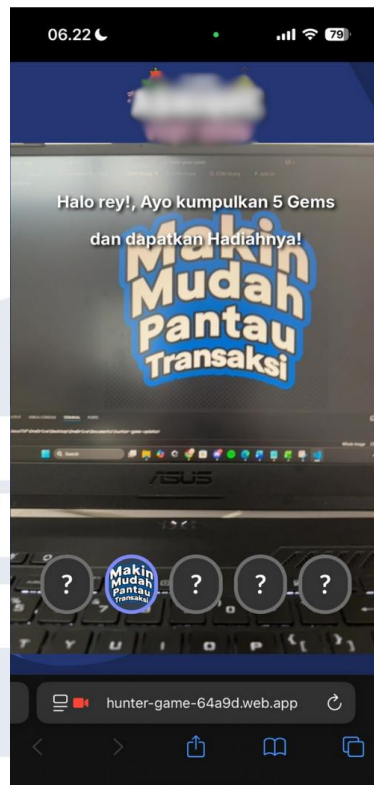 06.22
79
Halo rey!, Ayo kumpulkan 5 Gems
dan dapatkan Hadiahnya!
Makin
Mudah
Pantau
Transaksi
Search
ASUS
? Makin Mudah Pantau Transaksi ? ? ?
T Y U I O P { [ } ]
hunter-game-64a9d.web.app